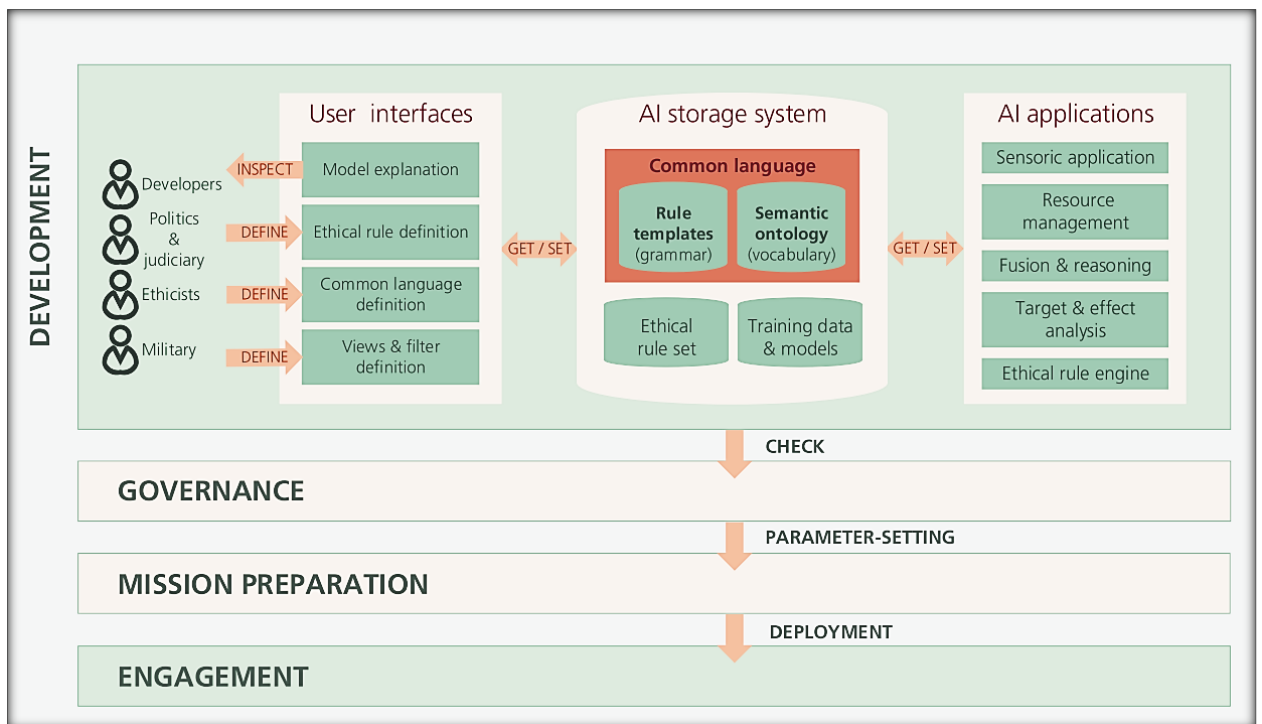 DEVELOPMENT
User interfaces
AI storage system
AI applications
Developers
Politics
&
judiciary
Ethicists
Military
INSPECT
DEFINE
DEFINE
DEFINE
Model explanation
Ethical rule definition
Common language
definition
Views & filter
definition
GET / SET
Common language
Rule
templates
(grammar)
Semantic
ontology
(vocabulary)
Ethical
rule set
Training data
& models
GET / SET
Sensoric application
Resource
management
Fusion & reasoning
Target & effect
analysis
Ethical rule engine
CHECK
GOVERNANCE
PARAMETER-SETTING
MISSION PREPARATION
DEPLOYMENT
ENGAGEMENT